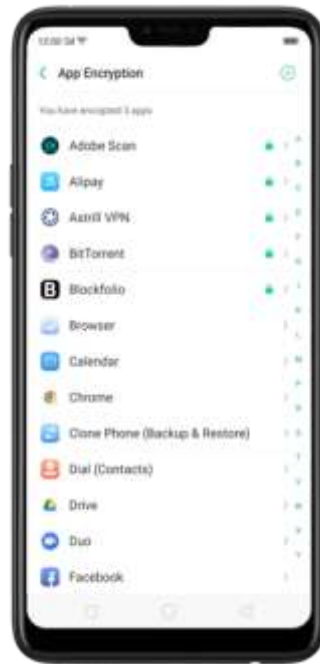 App Encryption
You have encrypted 5 apps
Adobe Scan
Alipay
Astrill VPN
BitTorrent
B Blockfolio
Browser
Calendar
Chrome
Clone Phone (Backup & Restore)
Dial (Contacts)
Drive
Duo
Facebook